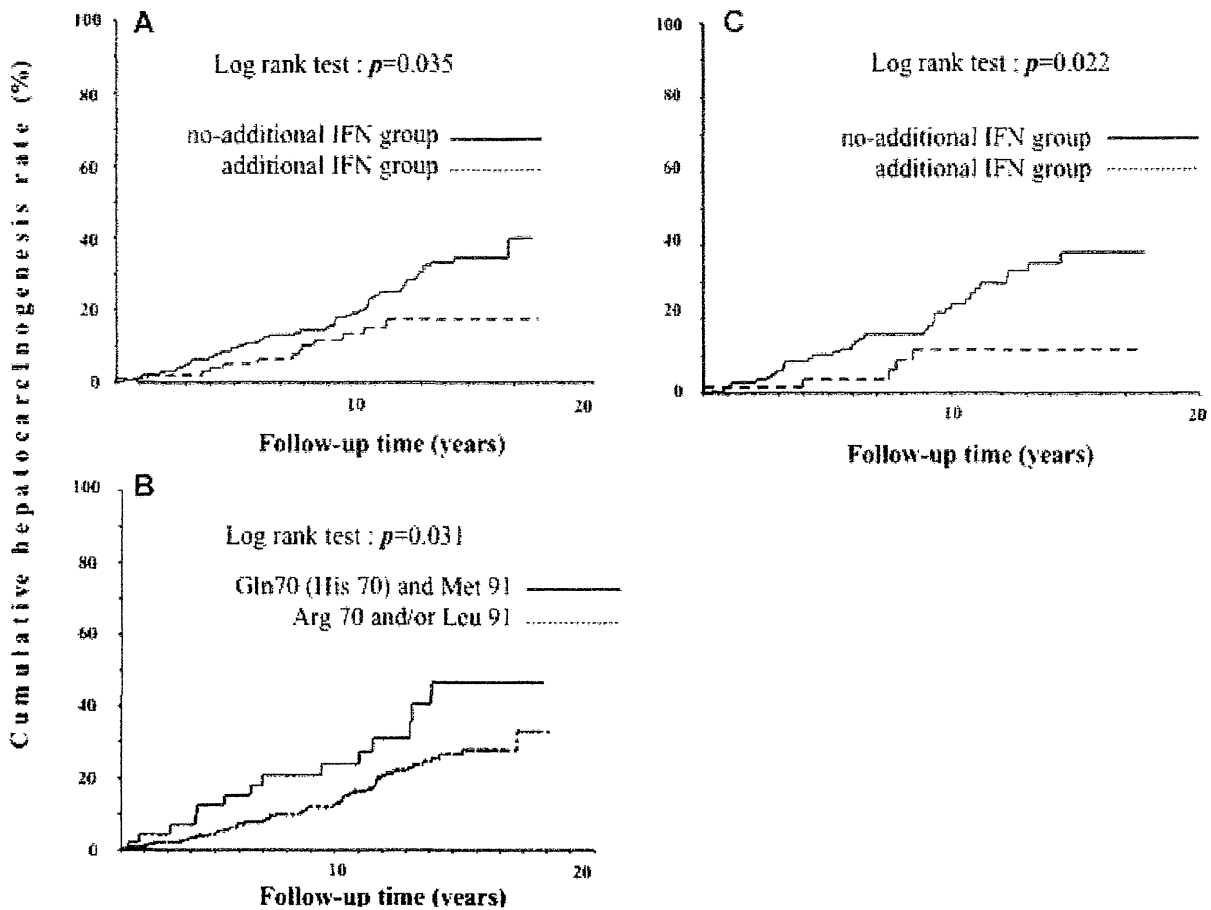 Cumulative hepatocarcinogenesis rate (%)
A
Log rank test : p=0.035
no-additional IFN group
additional IFN group
100
80
60
40
20
0
10
20
Follow-up time (years)
C
Log rank test : p=0.022
no-additional IFN group
additional IFN group
100
80
60
40
20
0
10
20
Follow-up time (years)
B
Log rank test : p=0.031
Gln70 (His 70) and Met 91
Arg 70 and/or Leu 91
100
80
60
40
20
0
10
20
Follow-up time (years)